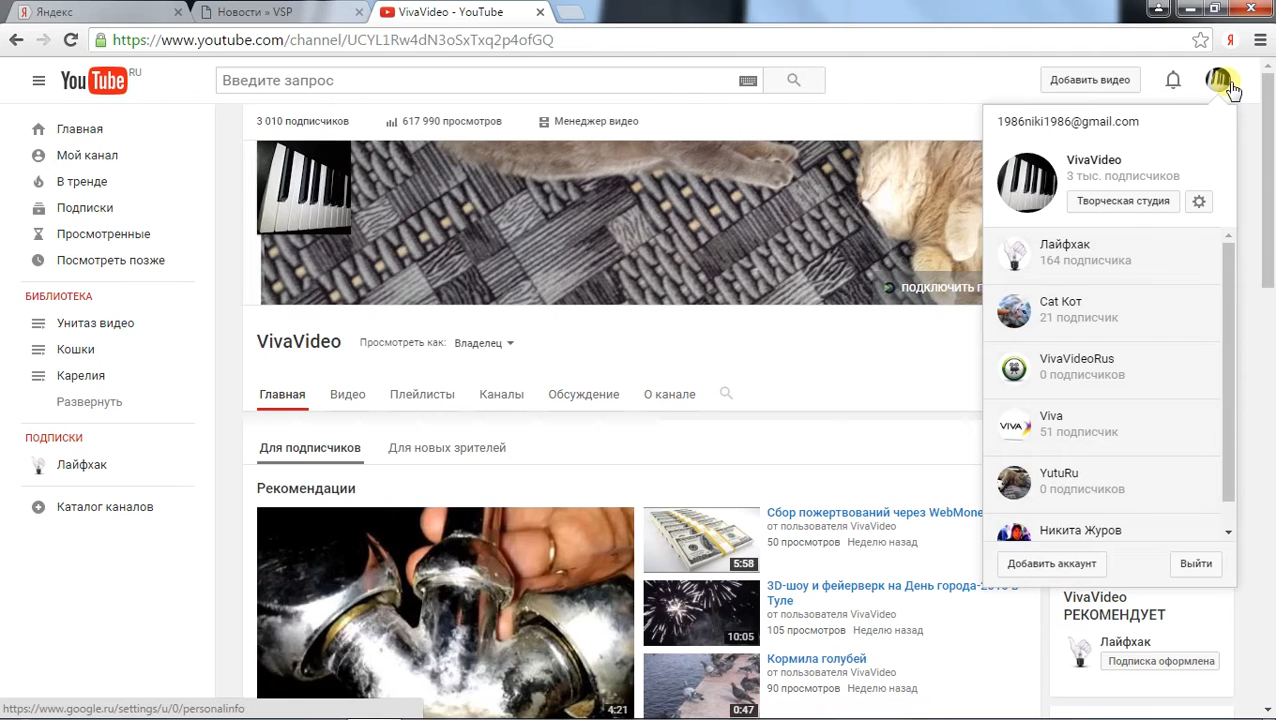 Яндекс
Новости » VSP
VivaVideo - YouTube
https://www.youtube.com/channel/UCYL1Rw4dN3oSxTxq2p4ofGQ
YouTube RU
Введите запрос
Добавить видео
Главная
Мой канал
В тренде
Подписки
Просмотренные
Посмотреть позже
БИБЛИОТЕКА
Унитаз видео
Кошки
Карелия
Развернуть
ПОДПИСКИ
Лайфхак
Каталог каналов
3 010 подписчиков
617 990 просмотров
Менеджер видео
ПОДКЛЮЧИТЬ
VivaVideo
Просмотреть как: Владелец
Главная
Видео
Плейлисты
Каналы
Обсуждение
О канале
Для подписчиков
Для новых зрителей
Рекомендации
4:21
5:58
Сбор пожертвований через WebMone
от пользователя VivaVideo
50 просмотров Неделю назад
10:05
3D-шоу и фейерверк на День города-2016 в
Туле
от пользователя VivaVideo
105 просмотров Неделю назад
0:47
Кормила голубей
от пользователя VivaVideo
90 просмотров Неделю назад
1986niki1986@gmail.com
VivaVideo
3 тыс. подписчиков
Творческая студия
Лайфхак
164 подписчика
Cat Кот
21 подписчик
VivaVideoRus
0 подписчиков
VIVA
Viva
51 подписчик
YutuRu
0 подписчиков
Никита Журов
Добавить аккаунт
Выйти
VivaVideo
РЕКОМЕНДУЕТ
Лайфхак
Подписка оформлена
https://www.google.ru/settings/u/0/personalinfo